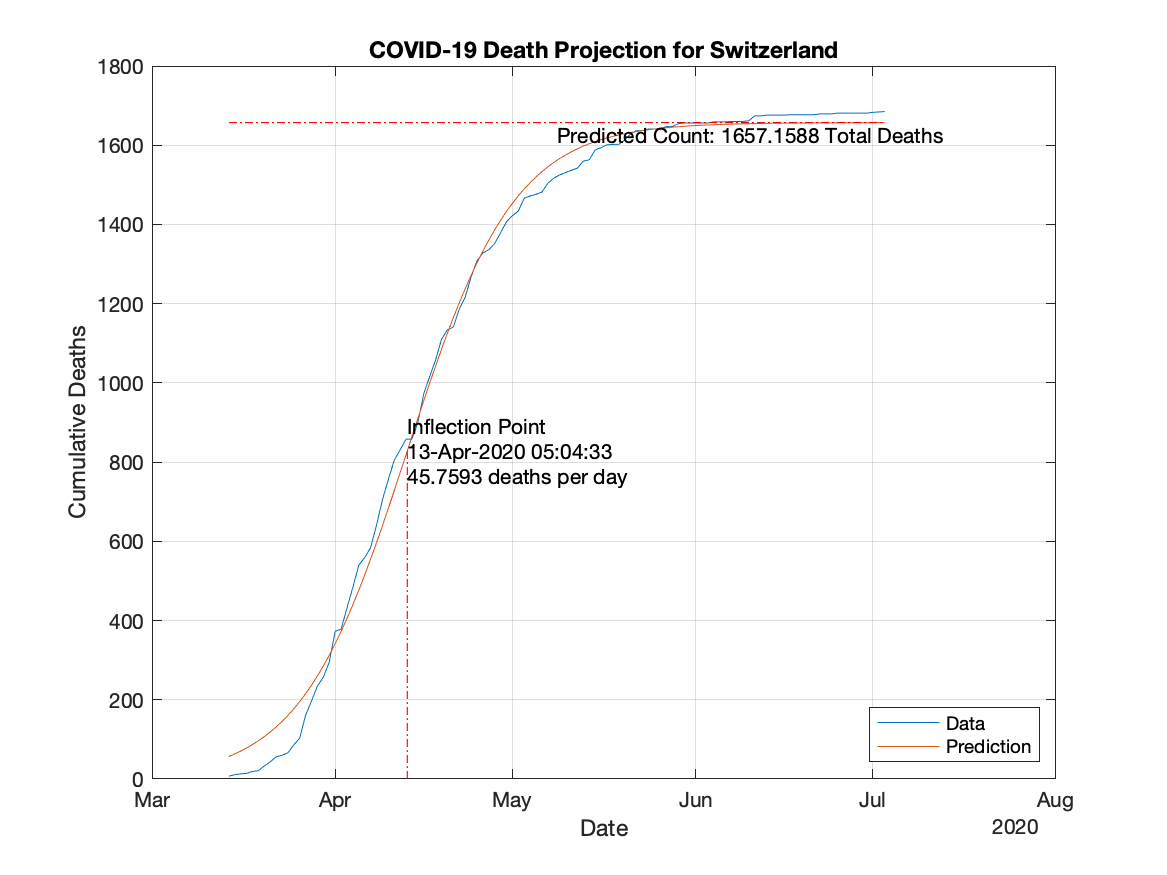 COVID-19 Death Projection for Switzerland
1800
1600
1400
1200
1000
800
600
400
200
0
Cumulative Deaths
Predicted Count: 1657.1588 Total Deaths
Inflection Point
13-Apr-2020 05:04:33
45.7593 deaths per day
Data
Prediction
Mar Apr May Jun Jul Aug
Date
2020